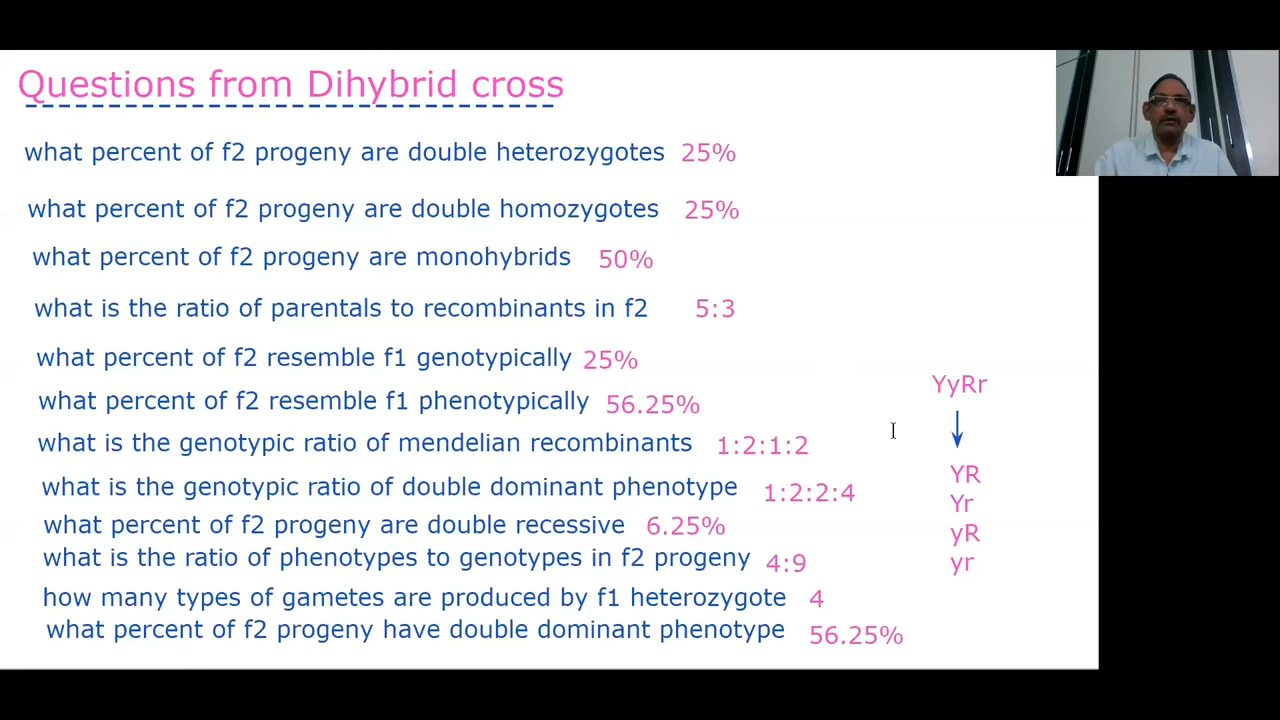 Questions from Dihybrid cross
what percent of f2 progeny are double heterozygotes 25%
what percent of f2 progeny are double homozygotes 25%
what percent of f2 progeny are monohybrids 50%
what is the ratio of parentals to recombinants in f2 5:3
what percent of f2 resemble f1 genotypically 25%
what percent of f2 resemble f1 phenotypically 56.25%
what is the genotypic ratio of mendelian recombinants 1:2:1:2
what is the genotypic ratio of double dominant phenotype 1:2:2:4
what percent of f2 progeny are double recessive 6.25%
what is the ratio of phenotypes to genotypes in f2 progeny 4:9
how many types of gametes are produced by f1 heterozygote 4
what percent of f2 progeny have double dominant phenotype 56.25%
YyRr
YR
Yr
yR
yr